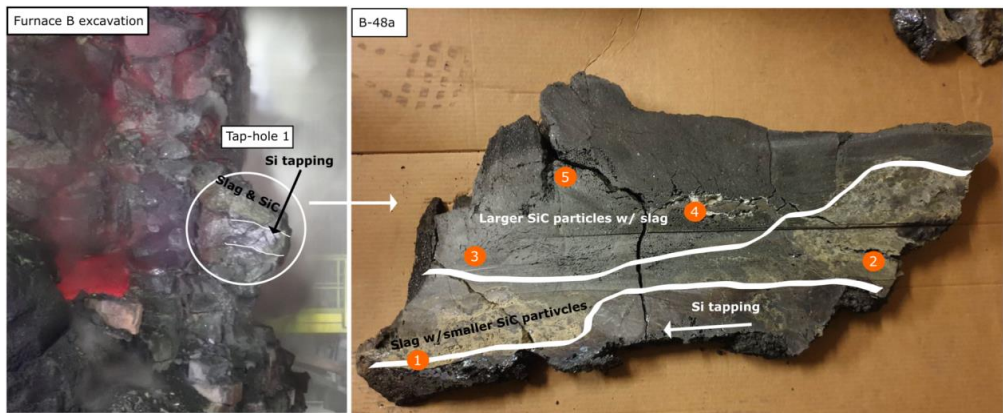 Furnace B excavation
Tap-hole 1
Si tapping
Slag & SiC
B-48a
5
Larger SiC particles w/ slag
4
3
2
Slag w/smaller SiC partivcles
Si tapping
1